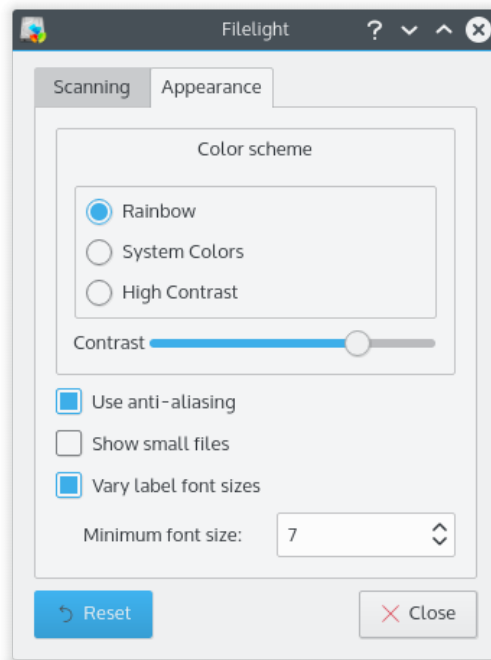 Filelight
Scanning Appearance
Color scheme
Rainbow
System Colors
High Contrast
Contrast
Use anti-aliasing
Show small files
Vary label font sizes
Minimum font size: 7
Reset Close